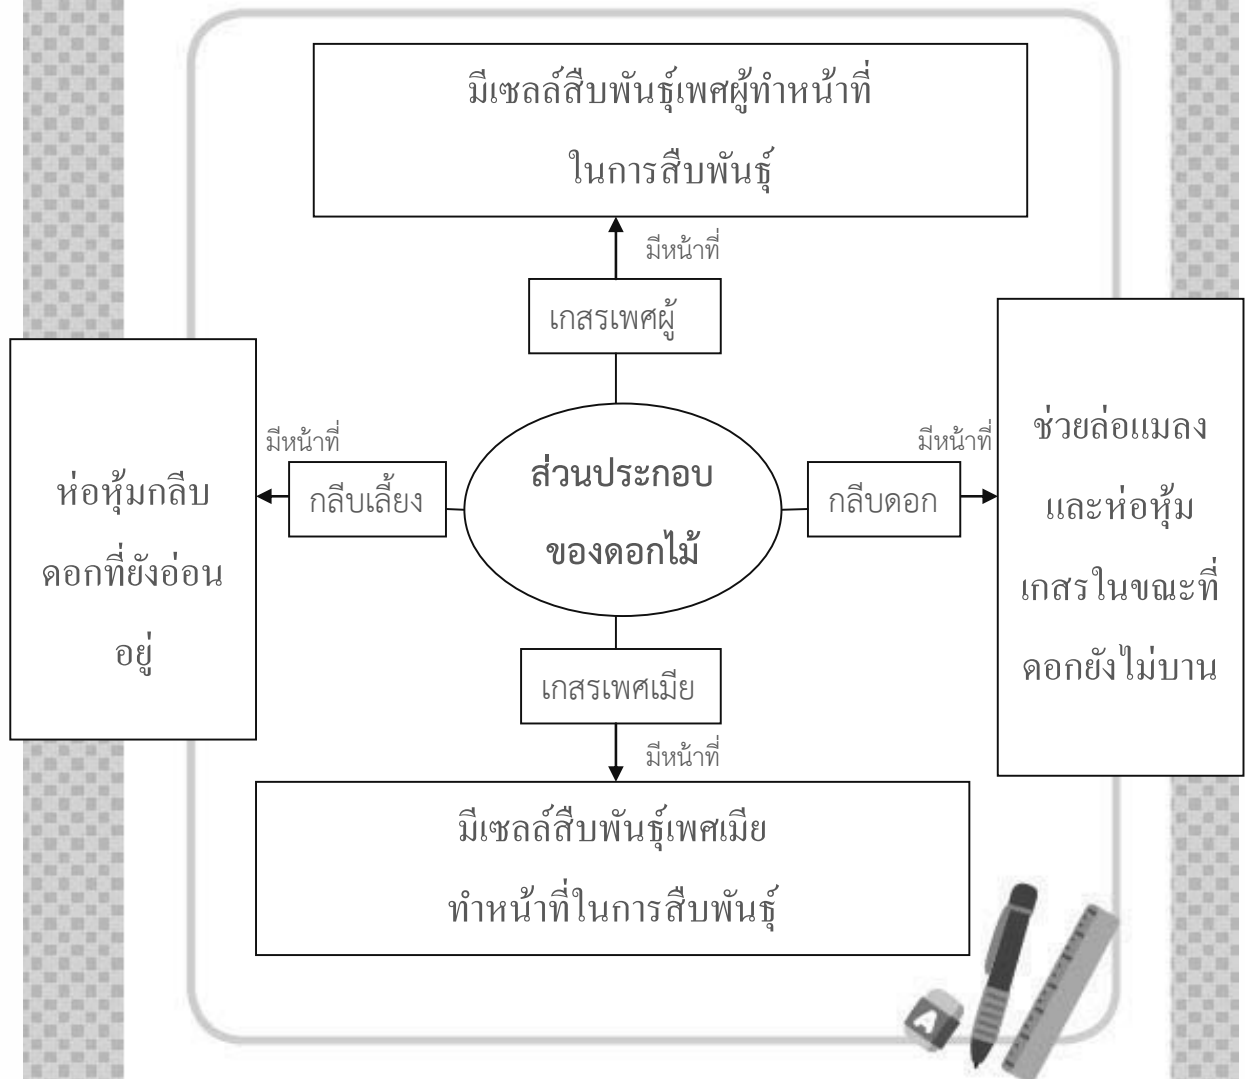 มีเซลล์สืบพันธุ์เพศผู้ทำหน้าที่
ในการสืบพันธุ์
มีหน้าที่
เกสรเพศผู้
มีหน้าที่
กลีบเลี้ยง
ห่อหุ้มกลีบ
ดอกที่ยังอ่อน
อยู่
ส่วนประกอบ
ของดอกไม้
มีหน้าที่
กลีบดอก
ช่วยล่อแมลง
และห่อหุ้ม
เกสรในขณะที่
ดอกยังไม่บาน
เกสรเพศเมีย
มีหน้าที่
มีเซลล์สืบพันธุ์เพศเมีย
ทำหน้าที่ในการสืบพันธุ์
A